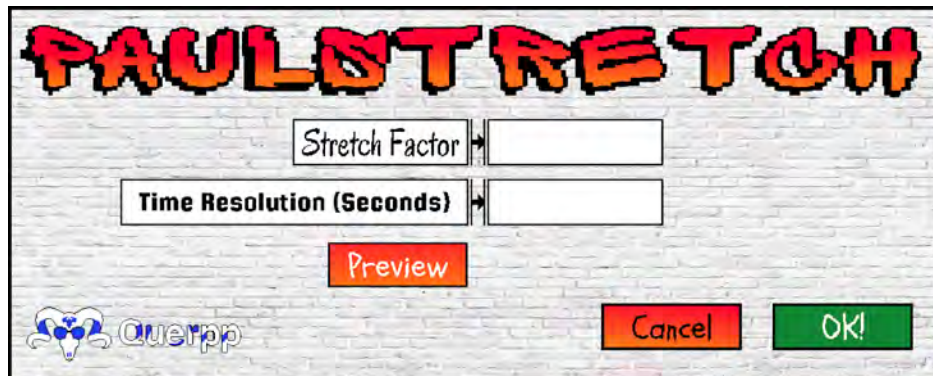 PAULSTRETCH
Stretch Factor
Time Resolution (Seconds)
Preview
Querpp
Cancel
OK!